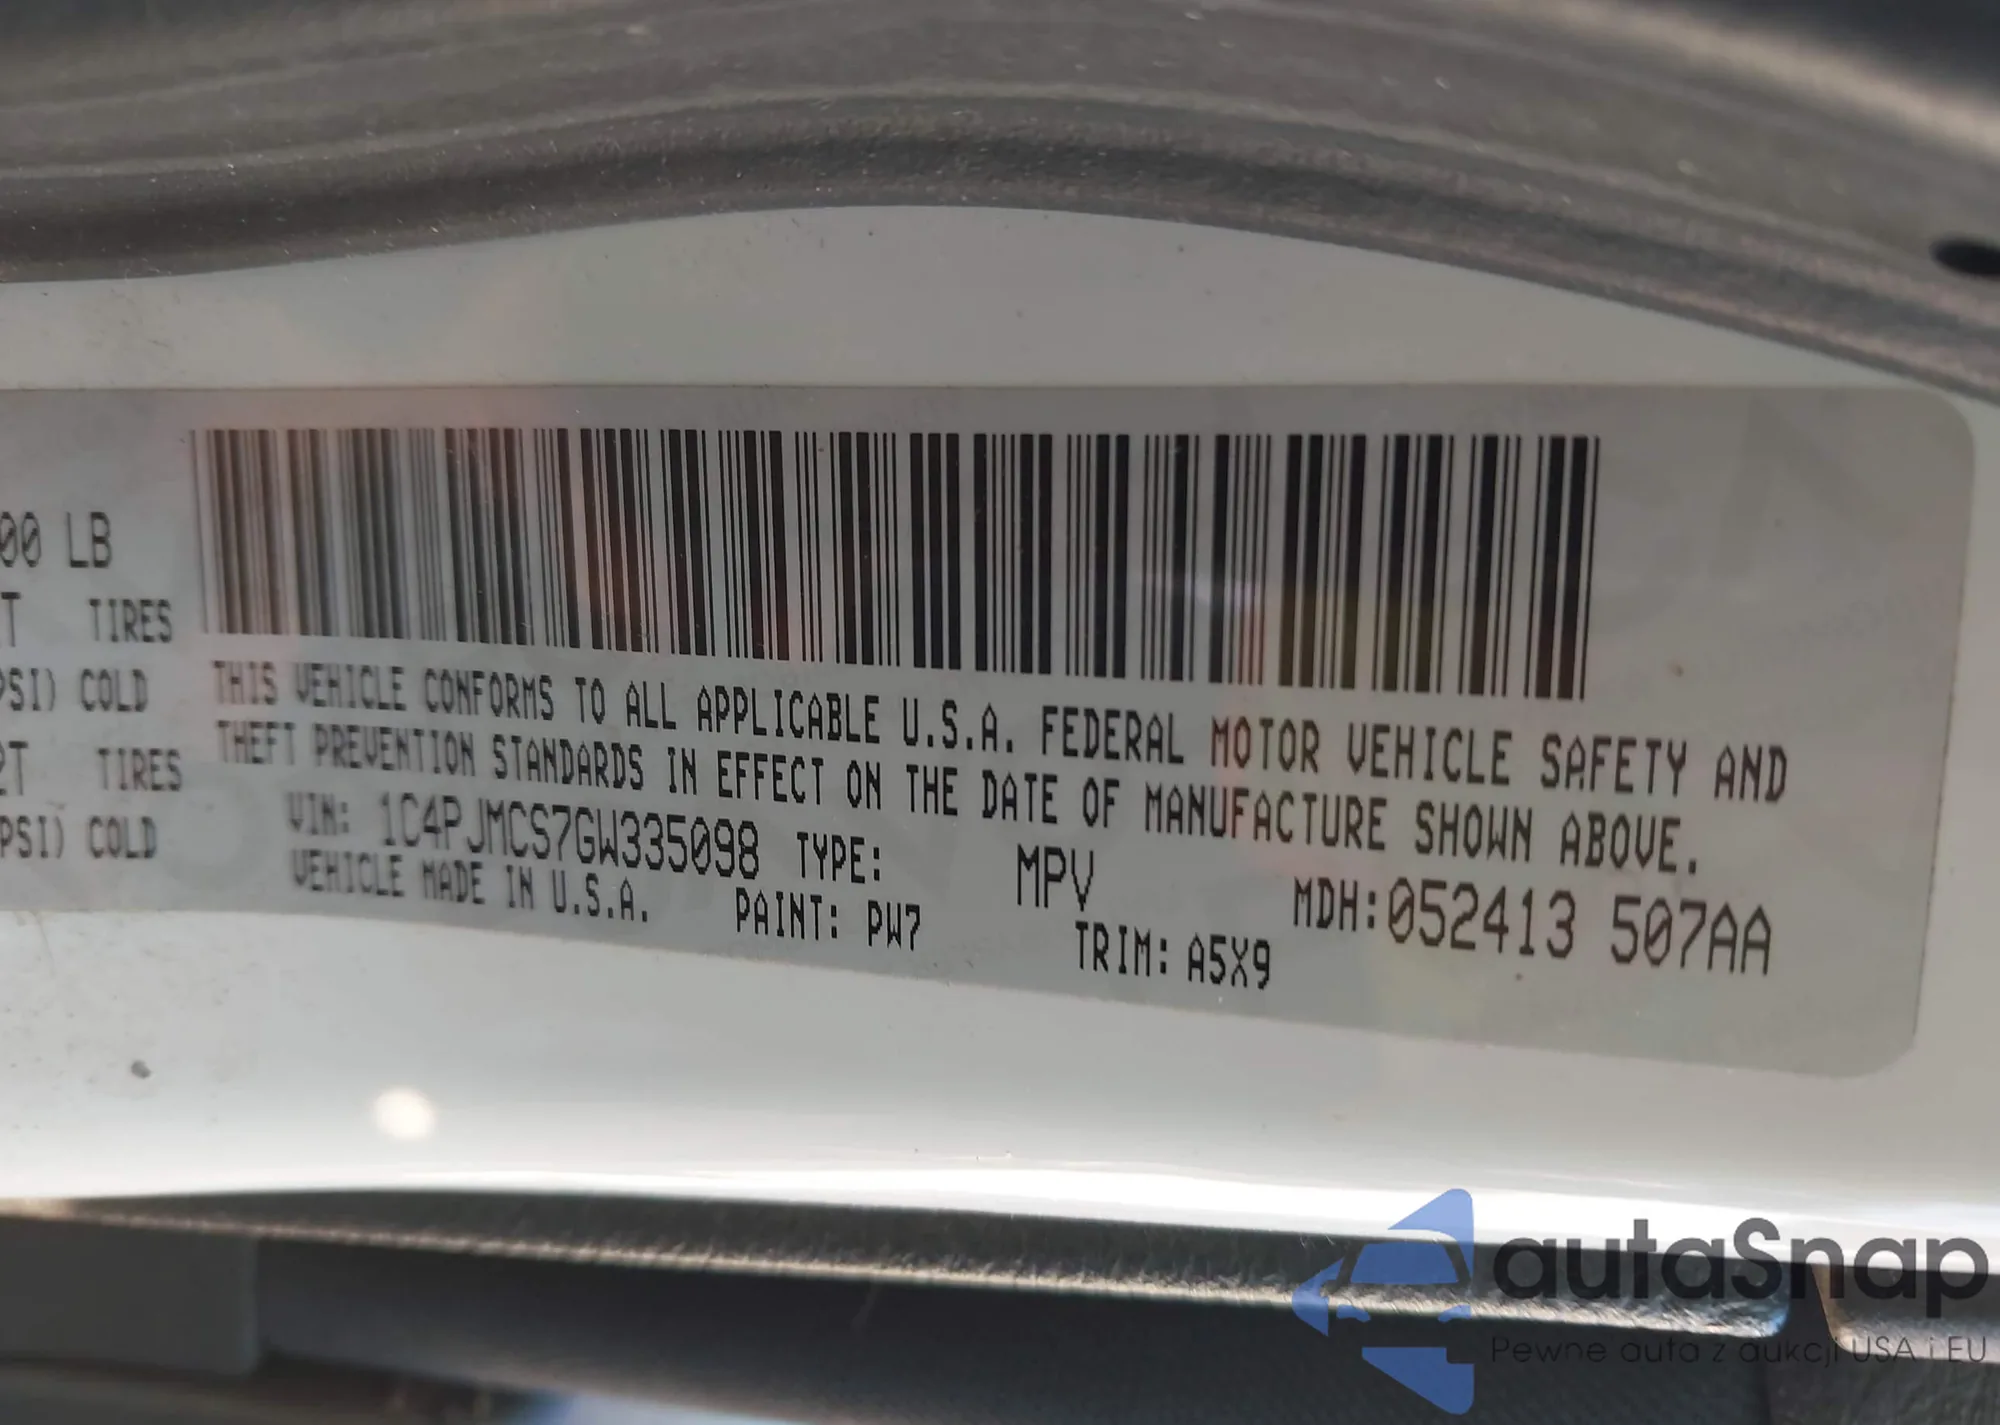 00 LB
T TIRES
PSI) COLD
2T TIRES
PSI) COLD
THIS VEHICLE CONFORMS TO ALL APPLICABLE U.S.A. FEDERAL MOTOR VEHICLE SAFETY AND
THEFT PREVENTION STANDARDS IN EFFECT ON THE DATE OF MANUFACTURE SHOWN ABOVE.
VIN: 1C4PJMCS7GW335098 TYPE: MPV MDH:052413 507AA
VEHICLE MADE IN U.S.A. PAINT: PW7 TRIM: A5X9
autaSnap
Pewne auta z aukcji USA i EU